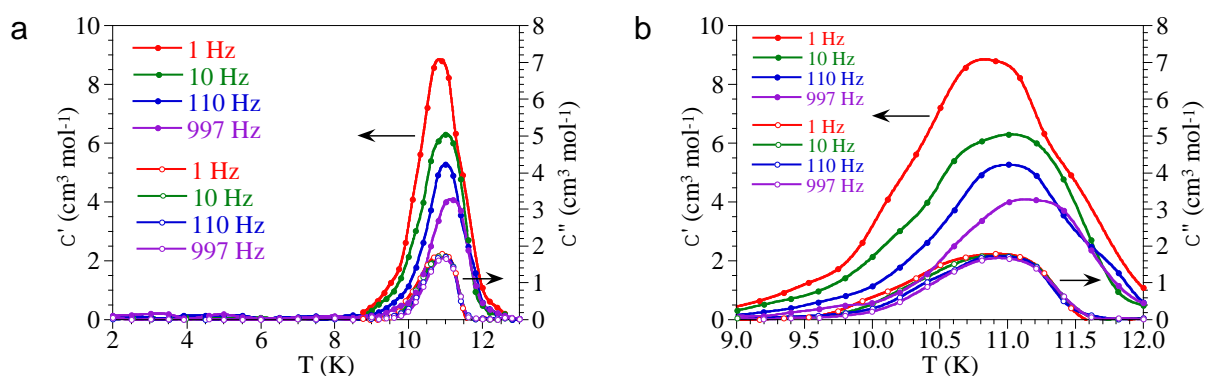 a
10
8
6
4
2
0
C' (cm³ mol⁻¹)
1 Hz
10 Hz
110 Hz
997 Hz
1 Hz
10 Hz
110 Hz
997 Hz
8
7
6
5
4
3
2
1
0
C" (cm³ mol⁻¹)
2 4 6 8 10 12
T (K)
b
10
8
6
4
2
0
C' (cm³ mol⁻¹)
1 Hz
10 Hz
110 Hz
997 Hz
1 Hz
10 Hz
110 Hz
997 Hz
8
7
6
5
4
3
2
1
0
C" (cm³ mol⁻¹)
9.0 9.5 10.0 10.5 11.0 11.5 12.0
T (K)